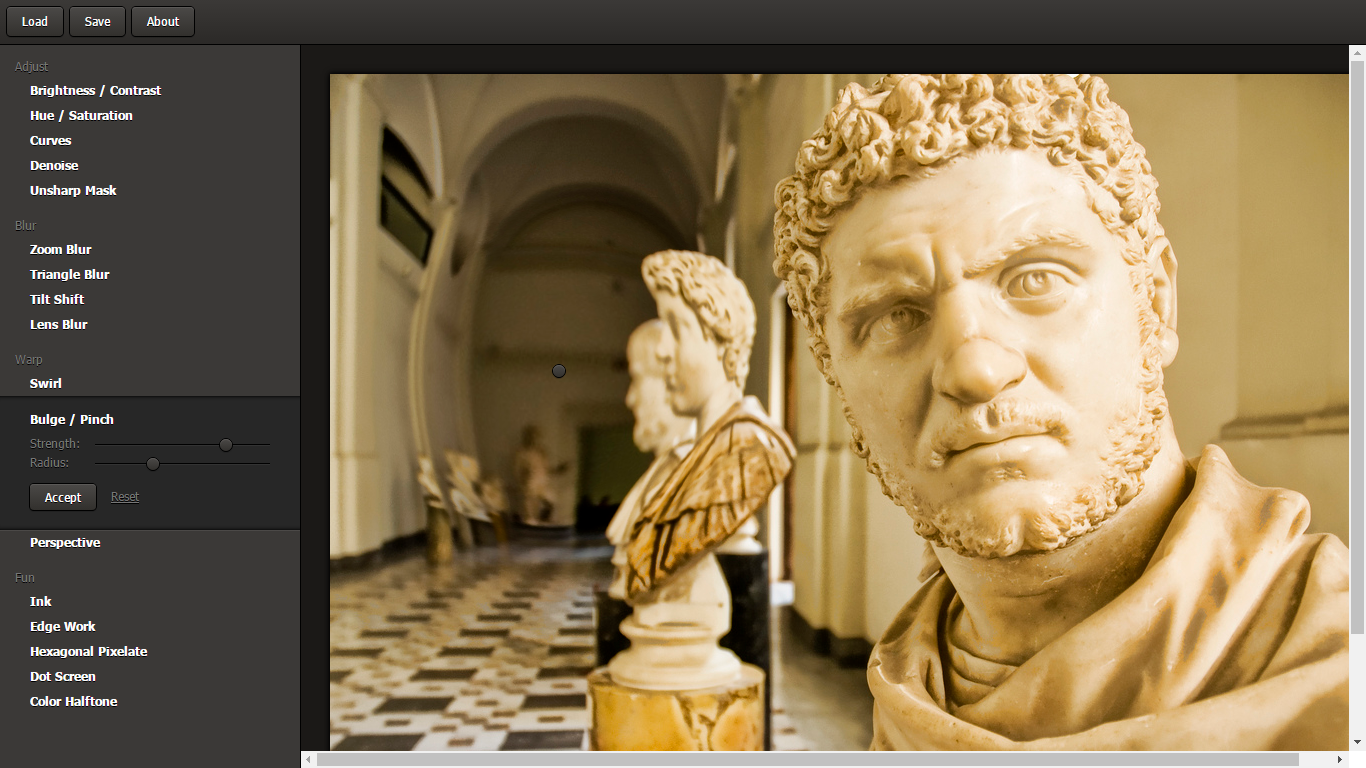 Load Save About
Adjust
Brightness / Contrast
Hue / Saturation
Curves
Denoise
Unsharp Mask
Blur
Zoom Blur
Triangle Blur
Tilt Shift
Lens Blur
Warp
Swirl
Bulge / Pinch
Strength:
Radius:
Accept Reset
Perspective
Fun
Ink
Edge Work
Hexagonal Pixelate
Dot Screen
Color Halftone